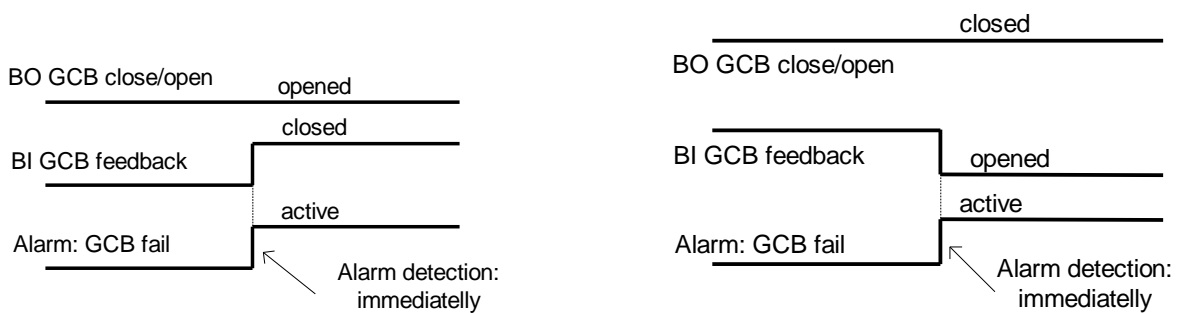 BO GCB close/open
opened
closed
BI GCB feedback
active
Alarm: GCB fail
Alarm detection:
immediatelly
closed
BO GCB close/open
BI GCB feedback
opened
active
Alarm: GCB fail
Alarm detection:
immediatelly